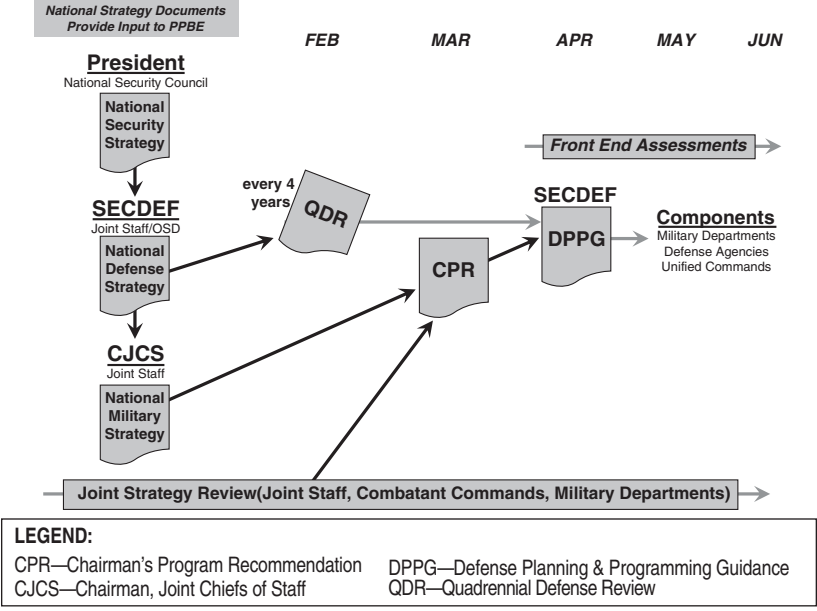 National Strategy Documents
Provide Input to PPBE
FEB
MAR
APR
MAY
JUN
President
National Security Council
National
Security
Strategy
Front End Assessments
every 4
years
QDR
SECDEF
Joint Staff/OSD
National
Defense
Strategy
CPR
SECDEF
DPPG
Components
Military Departments
Defense Agencies
Unified Commands
CJCS
Joint Staff
National
Military
Strategy
Joint Strategy Review(Joint Staff, Combatant Commands, Military Departments)
LEGEND:
CPR—Chairman's Program Recommendation
CJCS—Chairman, Joint Chiefs of Staff
DPPG—Defense Planning & Programming Guidance
QDR—Quadrennial Defense Review